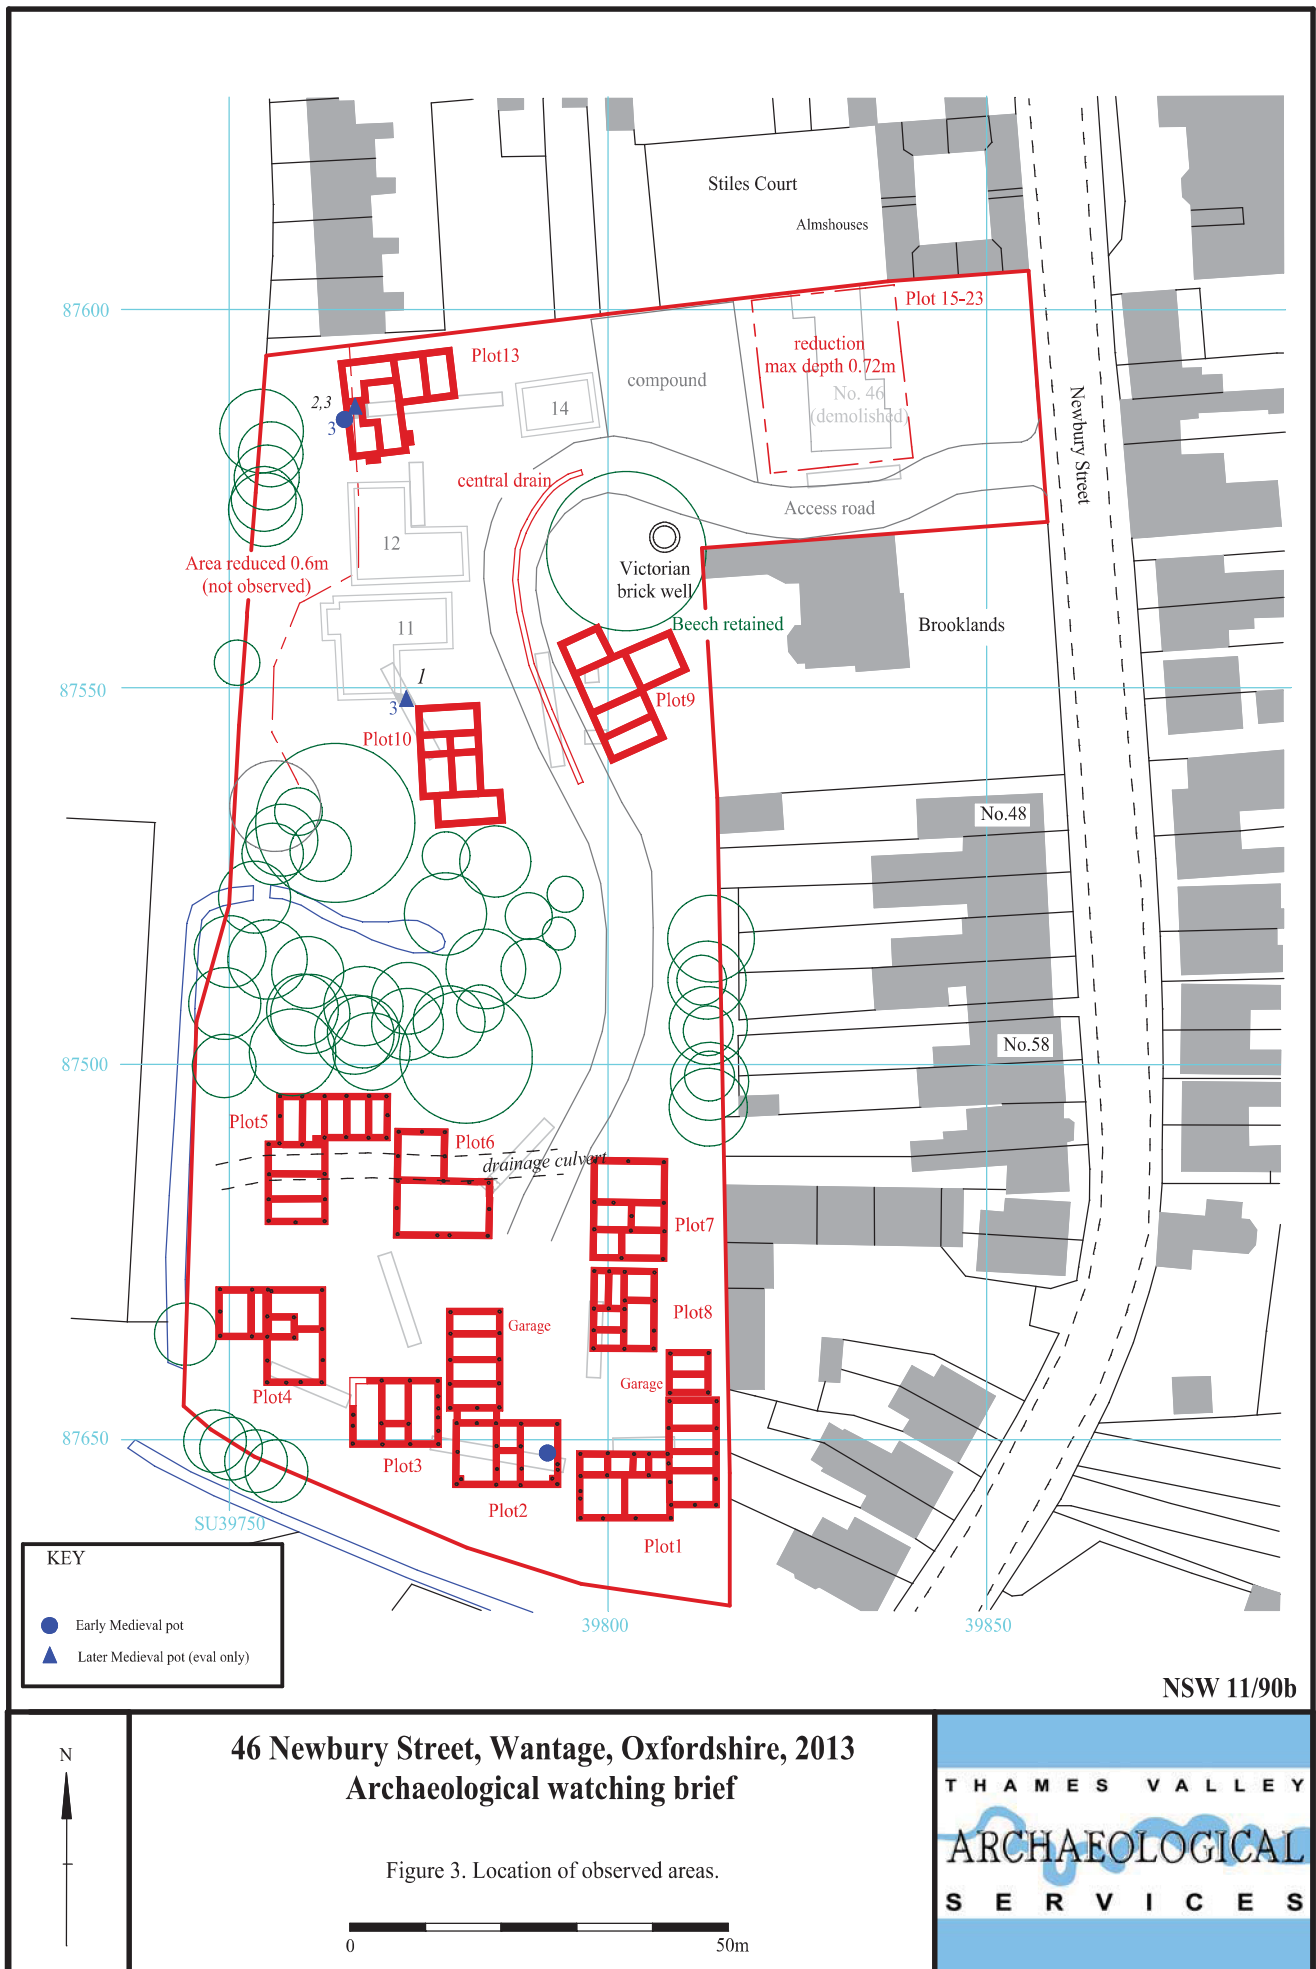 Stiles Court
Almshouses
87600
Plot 15-23
Plot13
reduction
max depth 0.72m
compound
No. 46
(demolished)
14
2,3
3
Newbury Street
central drain
Access road
12
Area reduced 0.6m
(not observed)
Victorian
brick well
11
Beech retained
Brooklands
1
87550
3
Plot9
Plot10
No.48
No.58
87500
Plot5
Plot6
drainage culvert
Plot7
Plot8
Garage
Garage
Plot4
87650
Plot3
Plot2
SU39750
Plot1
KEY
Early Medieval pot
Later Medieval pot (eval only)
39800
39850
NSW 11/90b
N
46 Newbury Street, Wantage, Oxfordshire, 2013
Archaeological watching brief
Figure 3. Location of observed areas.
0
50m
THAMES VALLEY
ARCHAEOLOGICAL
SERVICES